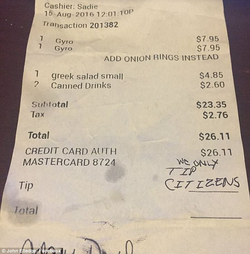 Cashier: Sadie
15-Aug-2016 12:01:10P
Transaction 201382
1 Gyro $7.95
1 Gyro $7.95
ADD ONION RINGS INSTEAD
1 greek salad small $4.85
2 Canned Drinks $2.60
Subtotal $23.35
Tax $2.76
Total $26.11
CREDIT CARD AUTH $26.11
MASTERCARD 8724
WE ONLY
TIP
CITIZENS
Tip
Total